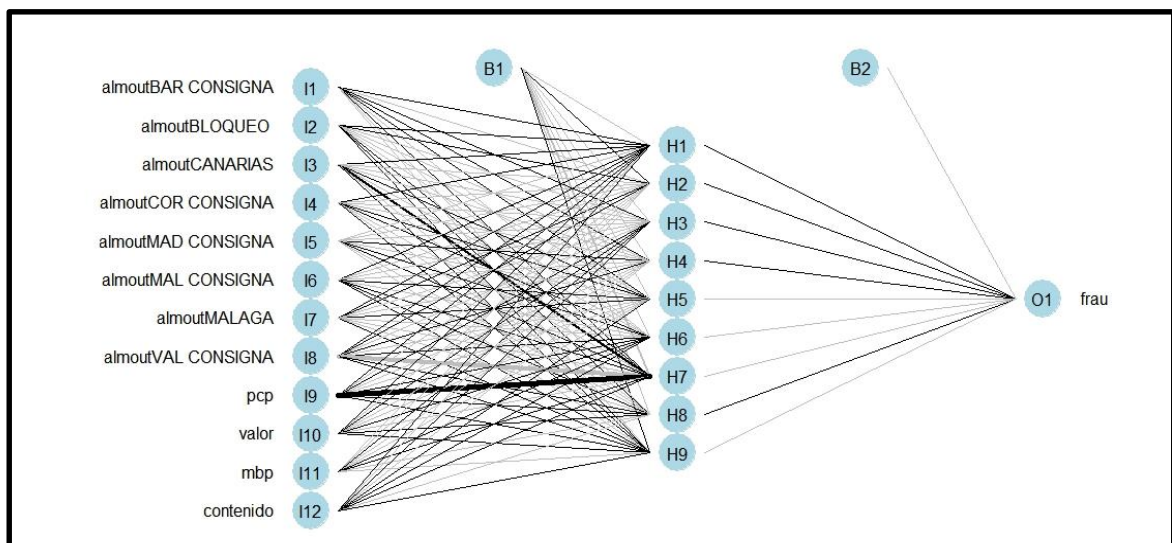 B1
B2
almoutBAR CONSIGNA I1
almoutBLOQUEO I2
almoutCANARIAS I3
almoutCOR CONSIGNA I4
almoutMAD CONSIGNA I5
almoutMAL CONSIGNA I6
almoutMALAGA I7
almoutVAL CONSIGNA I8
pcp I9
valor I10
mbp I11
contenido I12
H1
H2
H3
H4
H5
H6
H7
H8
H9
O1 frau